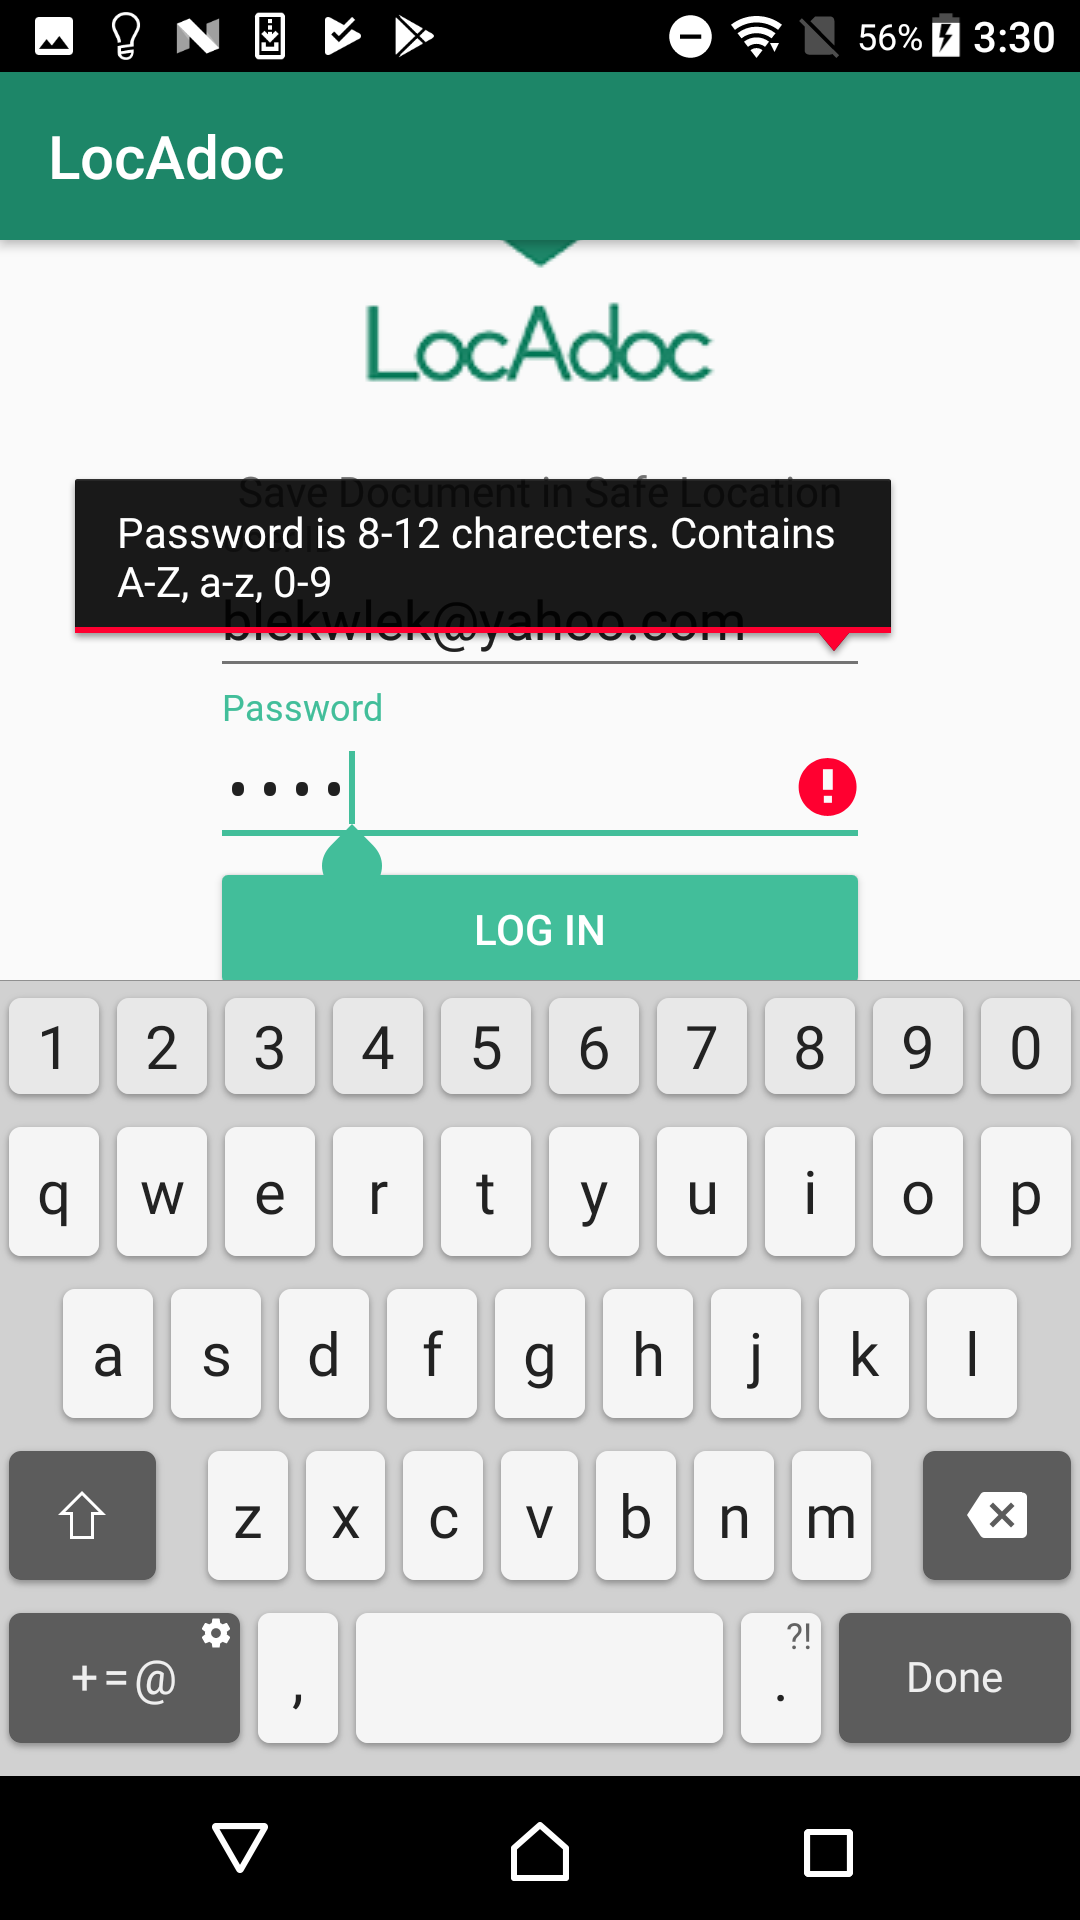 56% 3:30
LocAdoc
LocAdoc
Save Document in Safe Location
Password is 8-12 charecters. Contains
A-Z, a-z, 0-9
blekwlek@yahoo.com
Password
LOG IN
1 2 3 4 5 6 7 8 9 0
q w e r t y u i o p
a s d f g h j k l
z x c v b n m
+=@ , . ?! Done